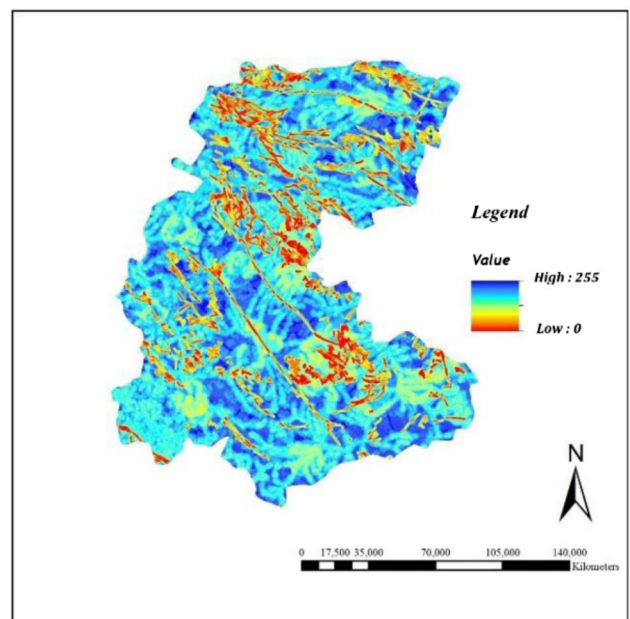 Legend
Value
High : 255
Low : 0
N
0 17,500 35,000 70,000 105,000 140,000
Kilometers